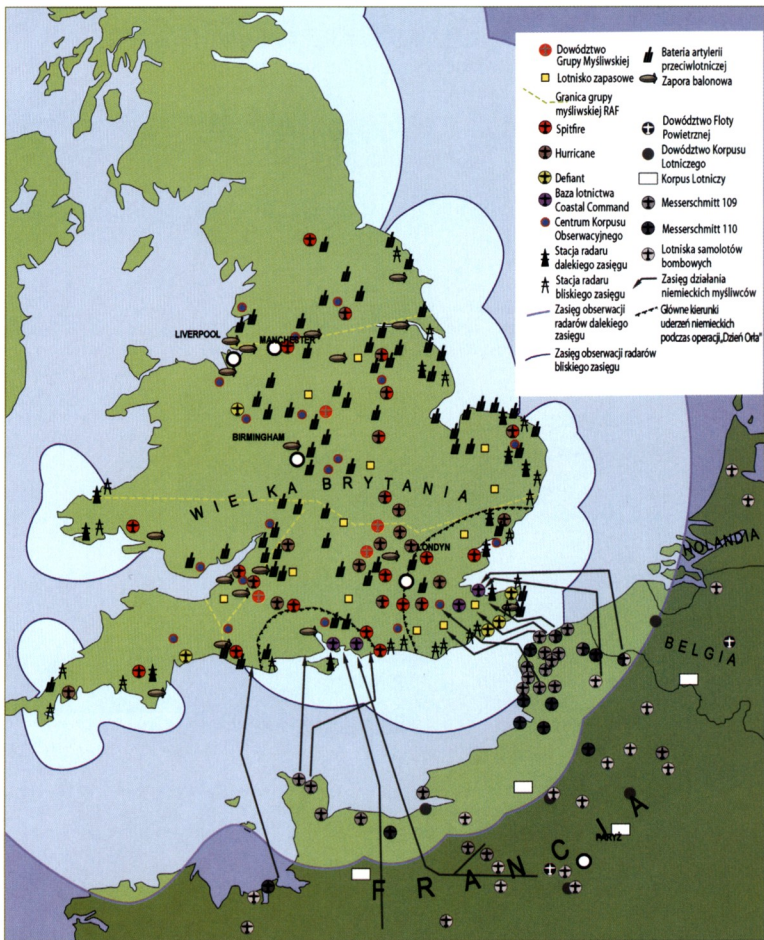 Dowództwo
Grupy Myśliwskiej
Lotnisko zapasowe
Granica grupy
myśliwskiej RAF
Spitfire
Hurricane
Defiant
Baza lotnictwa
Coastal Command
Centrum Korpusu
Obserwacyjnego
Stacja radaru
dalekiego zasięgu
Stacja radaru
bliskiego zasięgu
Zasięg obserwacji
radarów dalekiego
zasięgu
Zasięg obserwacji radarów
bliskiego zasięgu
Bateria artylerii
przeciwlotniczej
Zapora balonowa
Dowództwo Floty
Powietrznej
Dowództwo Korpusu
Lotniczego
Korpus Lotniczy
Messerschmitt 109
Messerschmitt 110
Lotniska samolotów
bombowych
Zasięg działania
niemieckich myśliwców
Główne kierunki
uderzeń niemieckich
podczas operacji„Dzień Orła"
LIVERPOOL
MANCHESTER
BIRMINGHAM
WIELKA BRYTANIA
LONDYN
HOLANDIA
BELGIA
PARYŻ
FRANCJA